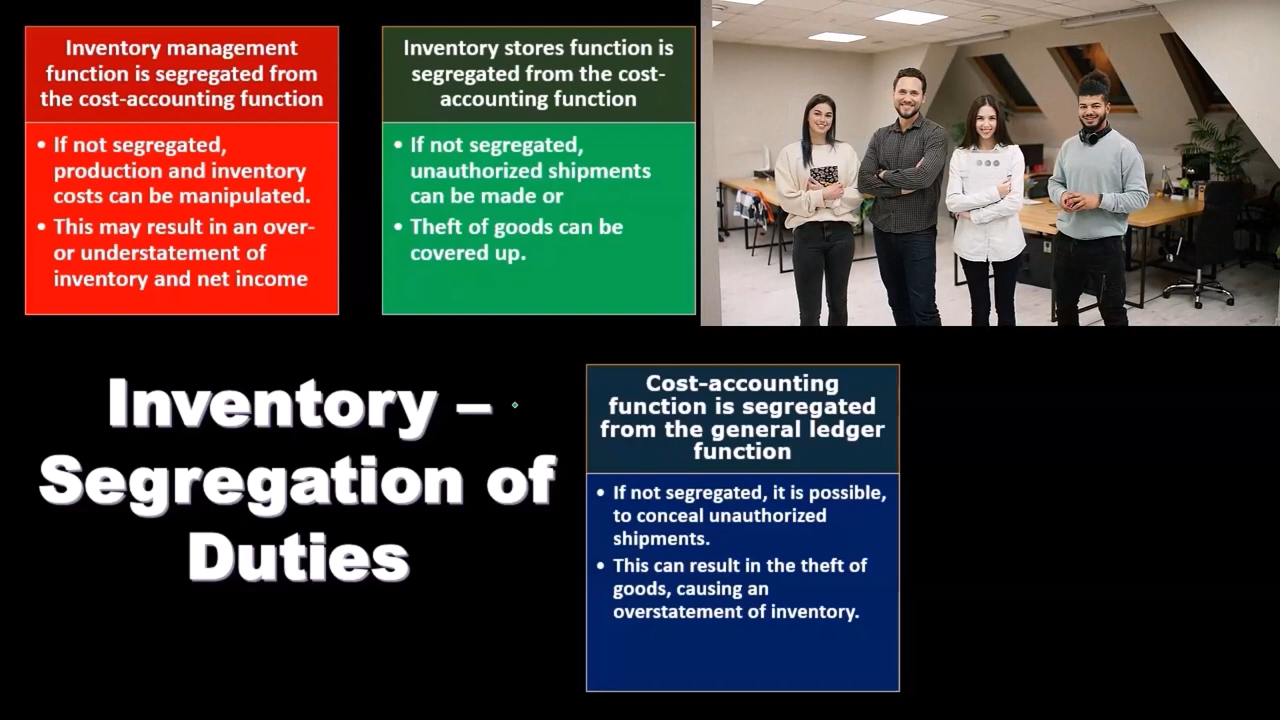 Inventory management
function is segregated from
the cost-accounting function
• If not segregated,
production and inventory
costs can be manipulated.
• This may result in an over-
or understatement of
inventory and net income
Inventory stores function is
segregated from the cost-
accounting function
• If not segregated,
unauthorized shipments
can be made or
• Theft of goods can be
covered up.
Inventory –
Segregation of
Duties
Cost-accounting
function is segregated
from the general ledger
function
• If not segregated, it is possible,
to conceal unauthorized
shipments.
• This can result in the theft of
goods, causing an
overstatement of inventory.